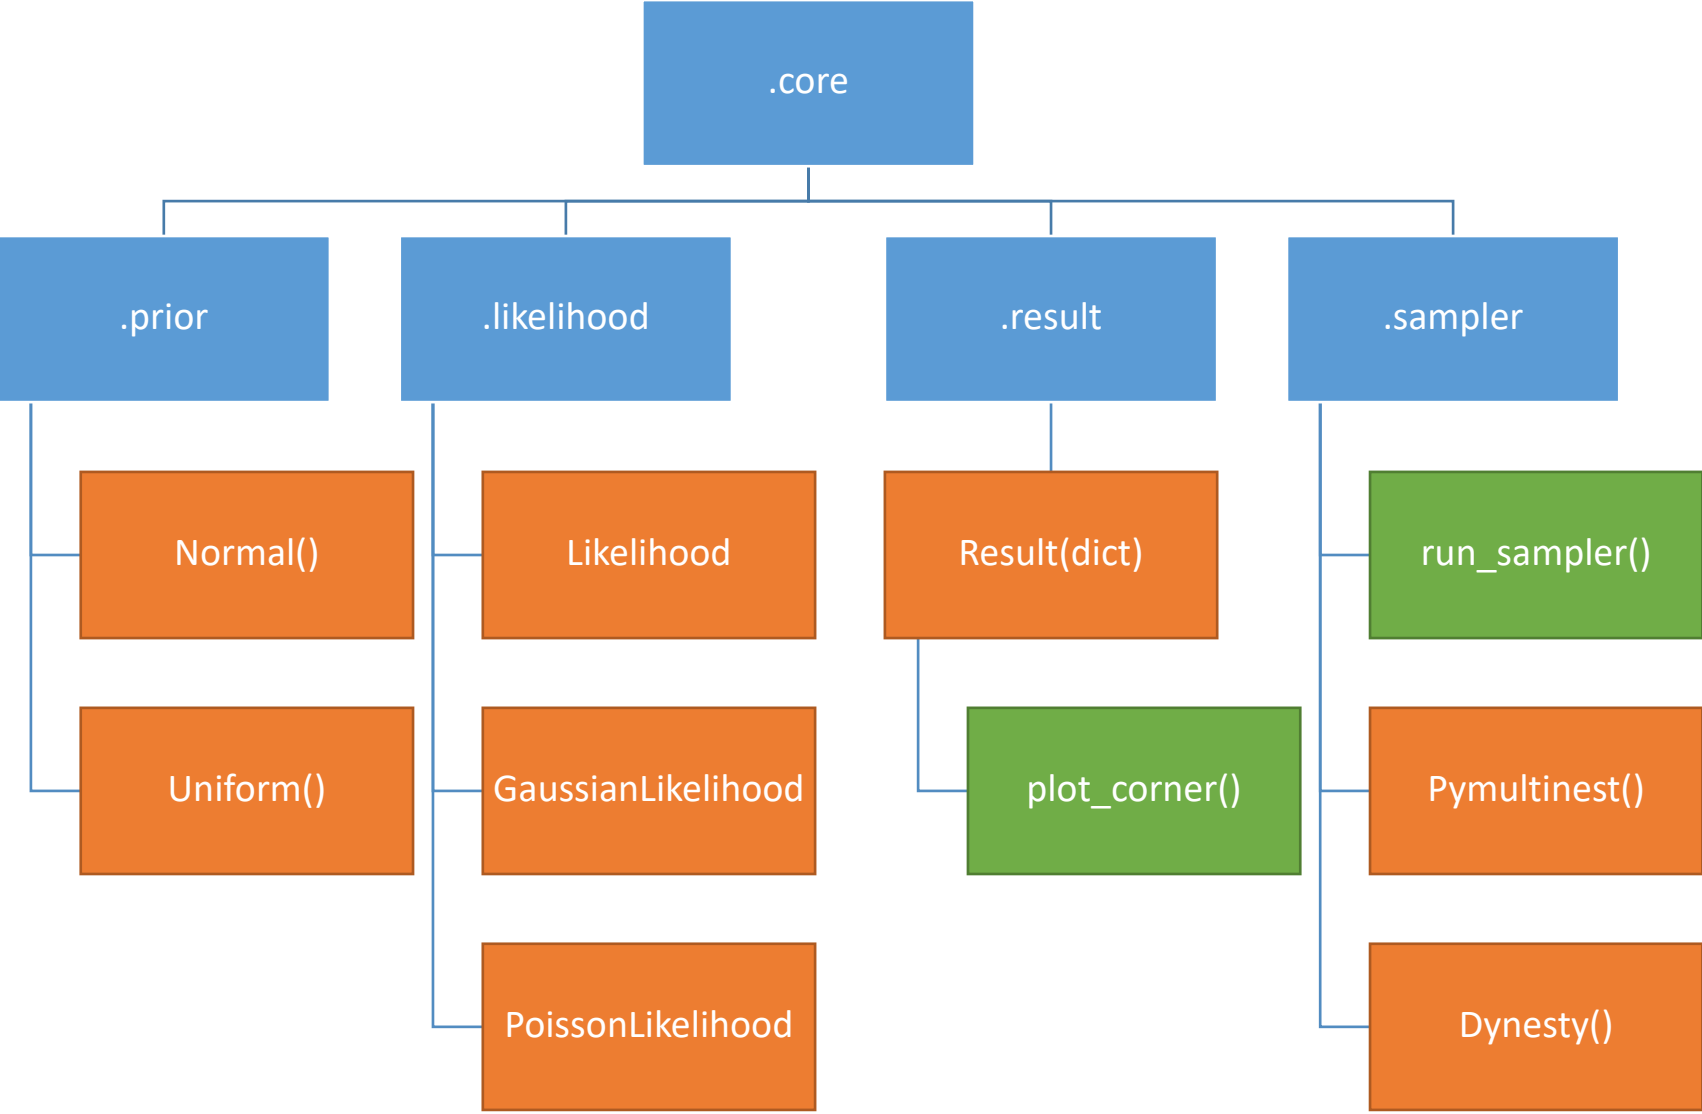 .core
.prior
.likelihood
.result
.sampler
Normal()
Likelihood
Result(dict)
run_sampler()
Uniform()
GaussianLikelihood
plot_corner()
Pymultinest()
PoissonLikelihood
Dynesty()